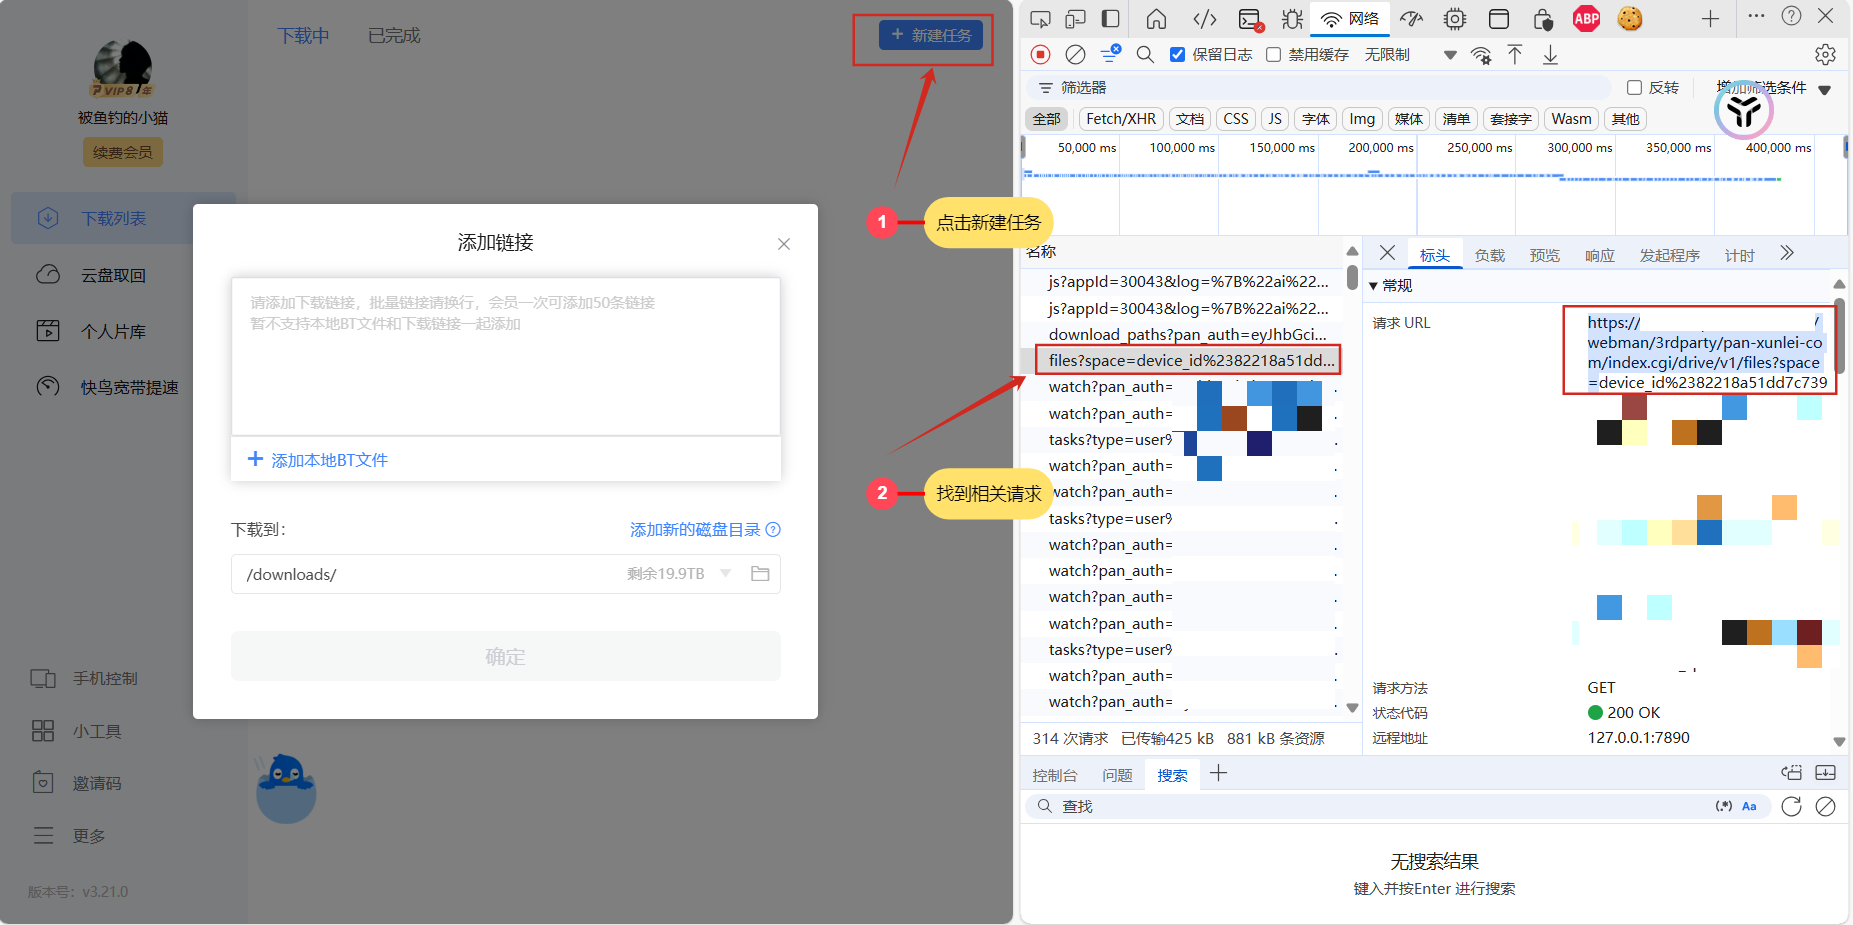 下载中
已完成
+ 新建任务
VIP8
年
被鱼钓的小猫
续费会员
下载列表
云盘取回
个人片库
快鸟宽带提速
手机控制
小工具
邀请码
更多
版本号：v3.21.0
添加链接
请添加下载链接，批量链接请换行，会员一次可添加50条链接
暂不支持本地BT文件和下载链接一起添加
+ 添加本地BT文件
下载到：
添加新的磁盘目录
/downloads/
剩余19.9TB
确定
1
点击新建任务
2
找到相关请求
网络
ABP
保留日志
禁用缓存
无限制
筛选器
反转
增加筛选条件
全部
Fetch/XHR
文档
CSS
JS
字体
Img
媒体
清单
套接字
Wasm
其他
50,000 ms
100,000 ms
150,000 ms
200,000 ms
250,000 ms
300,000 ms
350,000 ms
400,000 ms
名称
js?appId=30043&log=%7B%22ai%22...
js?appId=30043&log=%7B%22ai%22...
download_paths?pan_auth=eyJhbGci...
files?space=device_id%2382218a51dd...
watch?pan_auth=
watch?pan_auth=
tasks?type=user%
watch?pan_auth=
watch?pan_auth=
tasks?type=user%
watch?pan_auth=
watch?pan_auth=
watch?pan_auth=
watch?pan_auth=
tasks?type=user%
watch?pan_auth=
watch?pan_auth=
314 次请求
已传输425 kB
881 kB 条资源
标头
负载
预览
响应
发起程序
计时
常规
请求 URL
https://
/
webman/3rdparty/pan-xunlei-co
m/index.cgi/drive/v1/files?space
=device_id%2382218a51dd7c739
请求方法
GET
状态代码
200 OK
远程地址
127.0.0.1:7890
控制台
问题
搜索
查找
(.*)
Aa
无搜索结果
键入并按Enter 进行搜索